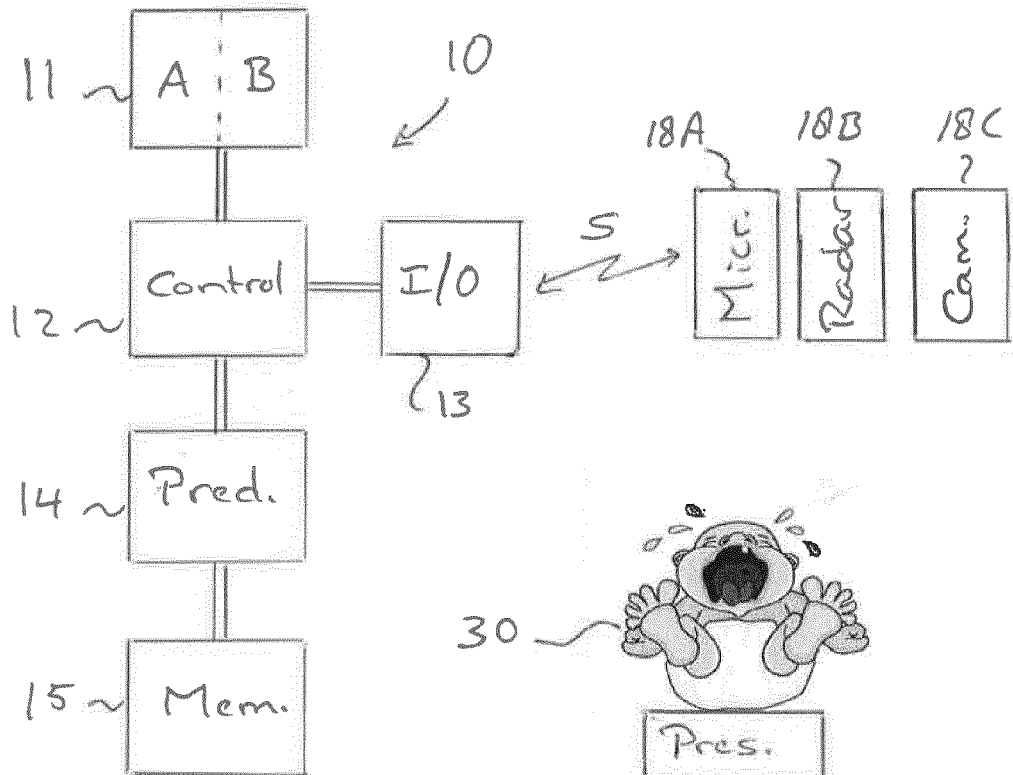 11
A B
10
18A
18B
18C
12
Control
I/O
S
Micr.
Radar
Cam.
13
14
Pred.
30
15
Mem.
Pres.